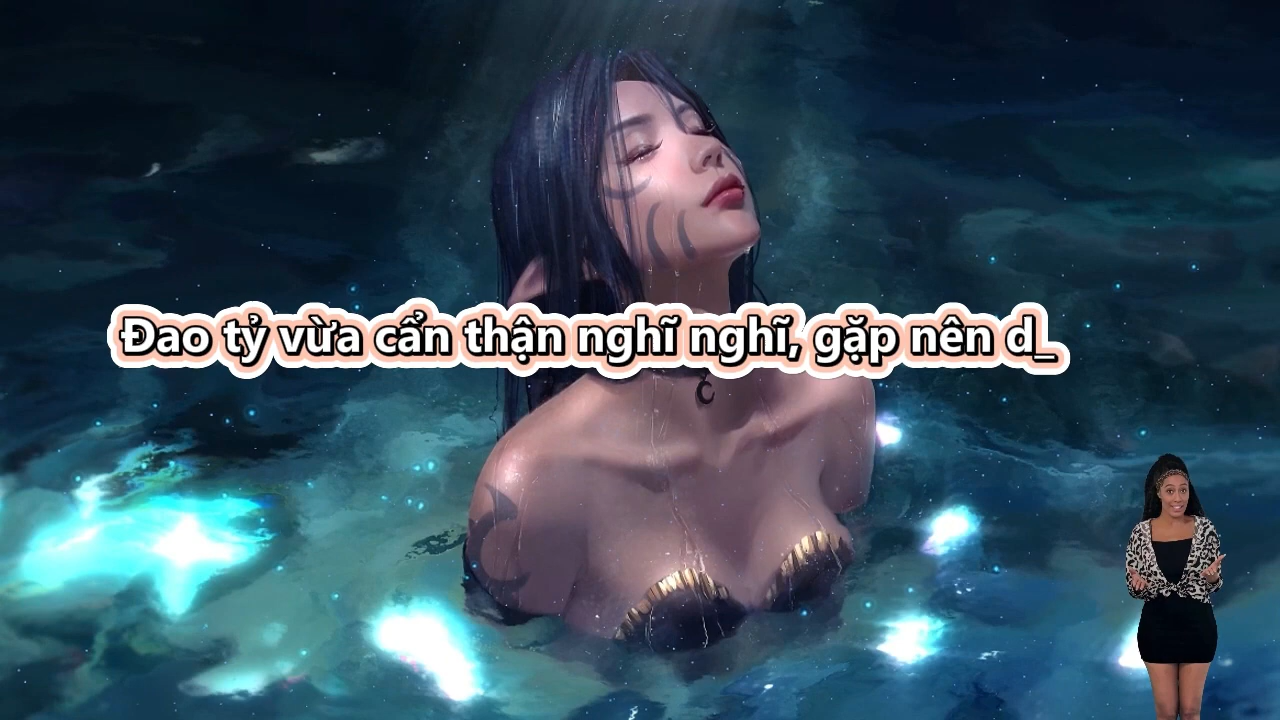 Đao tỷ vừa cẩn thận nghĩ nghĩ, gặp nên d_